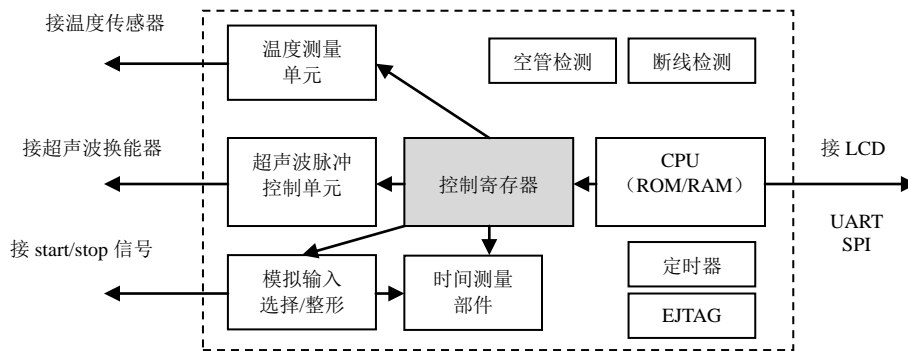 接温度传感器
温度测量
单元
空管检测
断线检测
接超声波换能器
超声波脉冲
控制单元
控制寄存器
CPU
（ROM/RAM）
接 LCD
UART
SPI
接 start/stop 信号
模拟输入
选择/整形
时间测量
部件
定时器
EJTAG